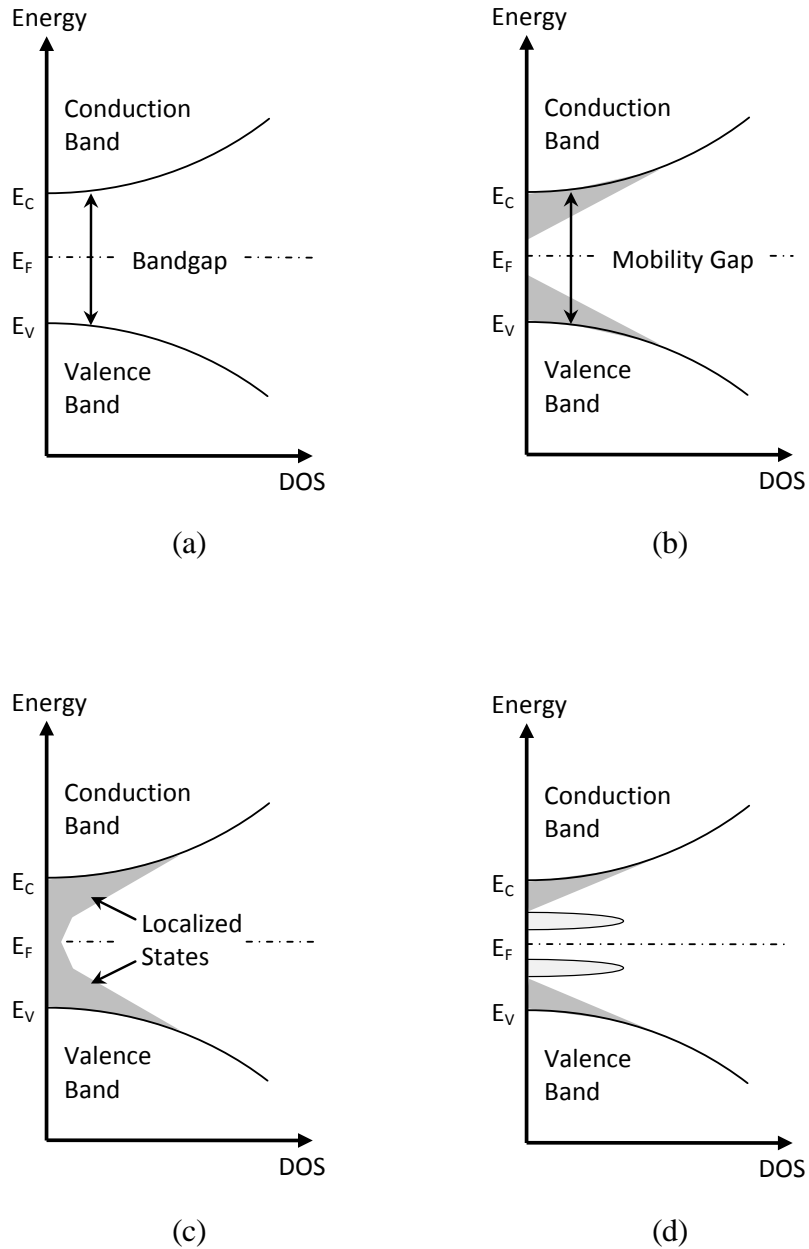 Energy
Conduction
Band
E_C
E_F
Bandgap
E_V
Valence
Band
DOS
(a)
Energy
Conduction
Band
E_C
E_F
Mobility Gap
E_V
Valence
Band
DOS
(b)
Energy
Conduction
Band
E_C
Localized
E_F
States
E_V
Valence
Band
DOS
(c)
Energy
Conduction
Band
E_C
E_F
E_V
Valence
Band
DOS
(d)